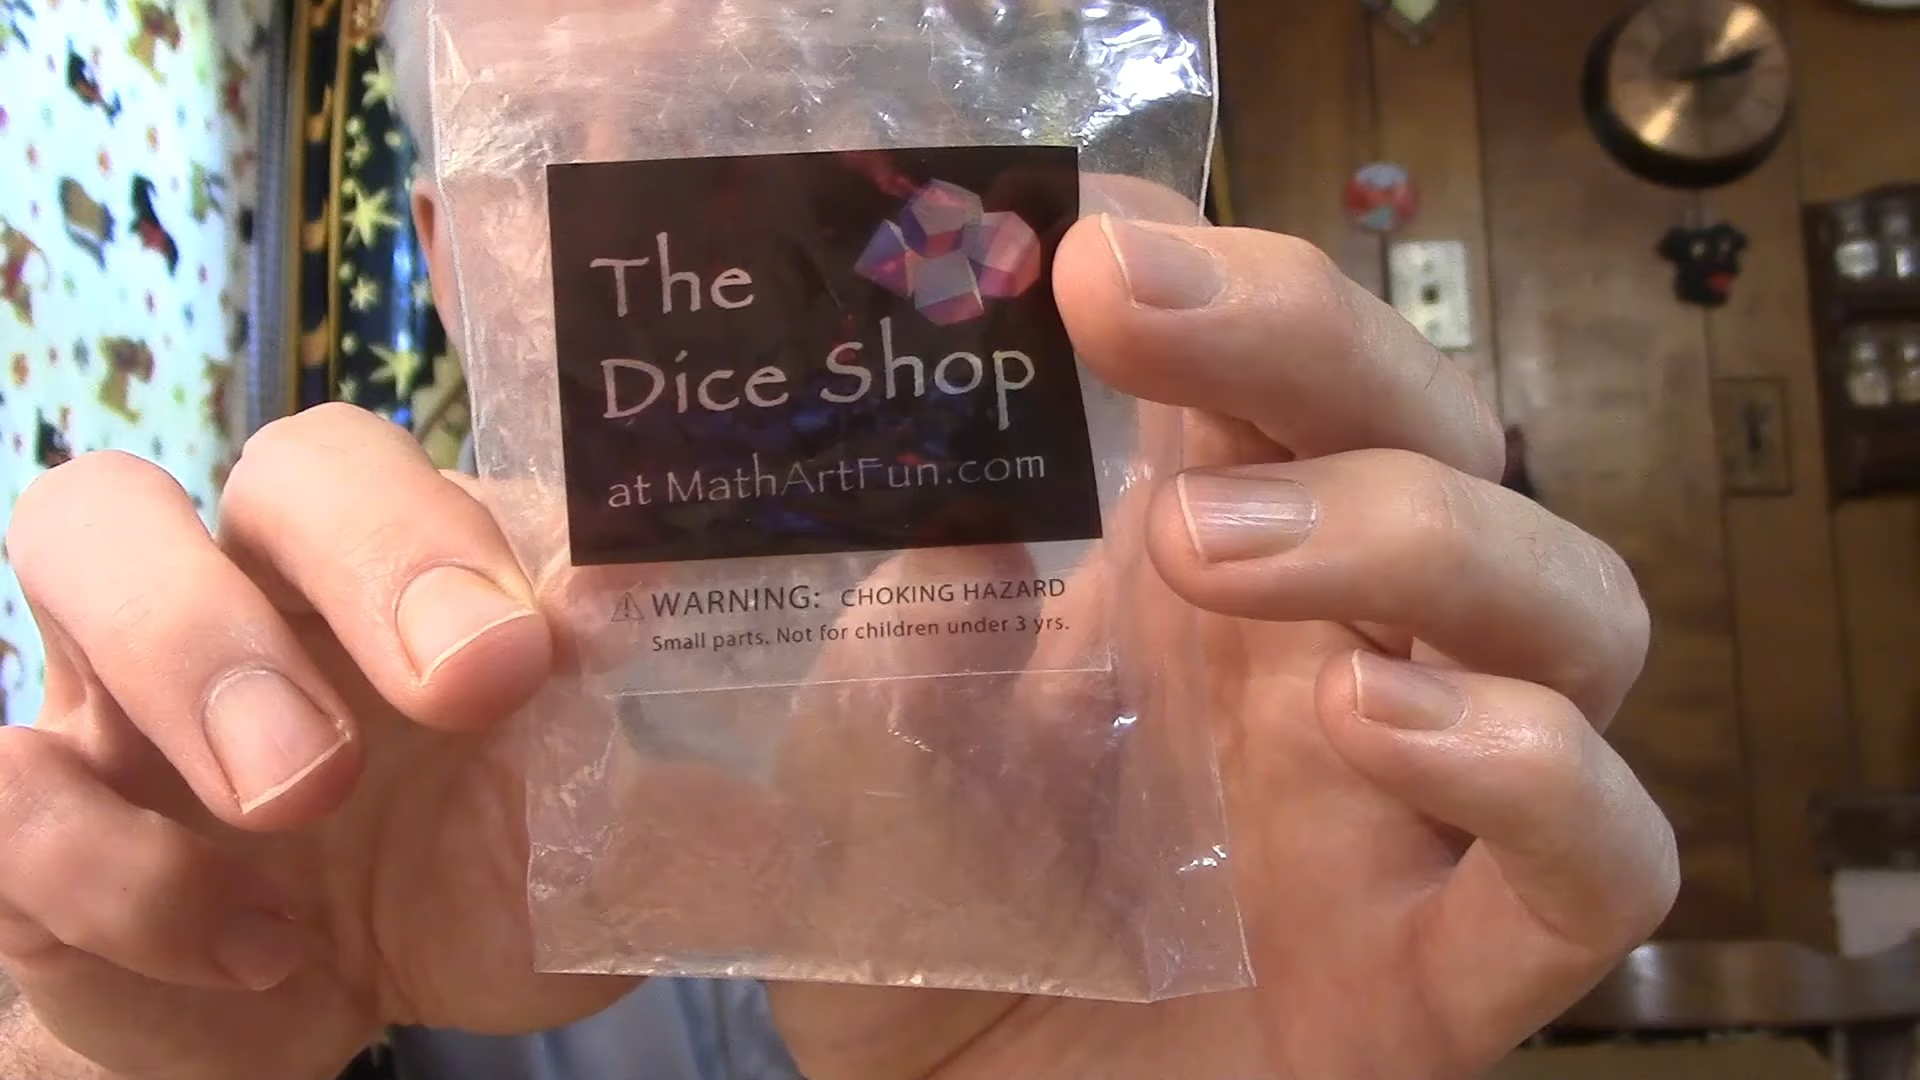 The
Dice Shop
at MathArtFun.com
⚠ WARNING: CHOKING HAZARD
Small parts. Not for children under 3 yrs.